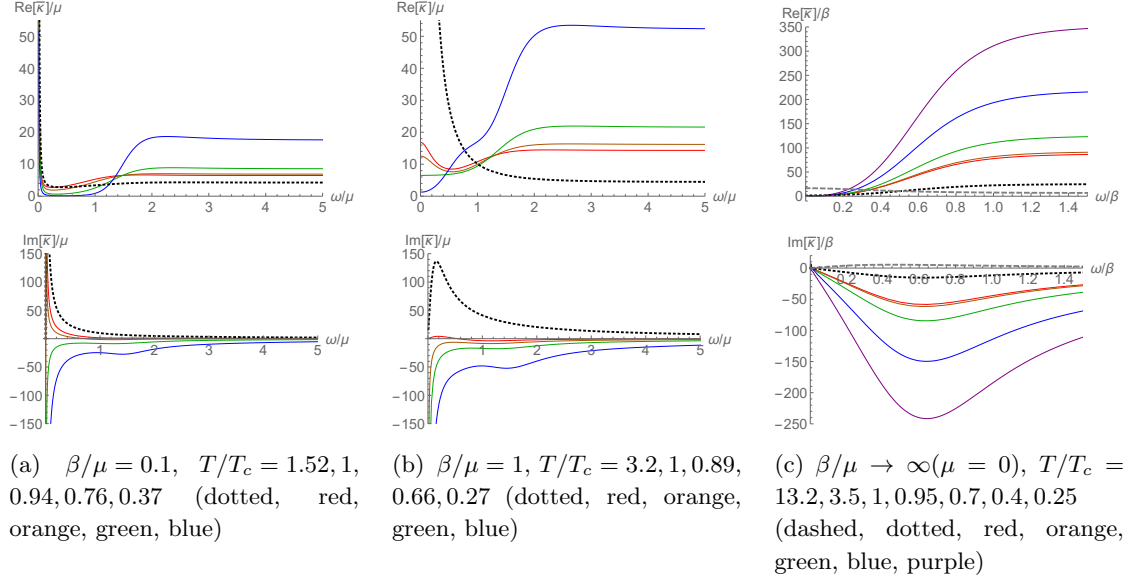 Re[κ̅]/μ
50
40
30
20
10
0
0 1 2 3 4 5
ω/μ
Re[κ̅]/μ
50
40
30
20
10
0
0 1 2 3 4 5
ω/μ
Re[κ̅]/β
350
300
250
200
150
100
50
0
0.2 0.4 0.6 0.8 1.0 1.2 1.4
ω/β
Im[κ̅]/μ
150
100
50
-50
-100
-150
1 2 3 4 5
ω/μ
Im[κ̅]/μ
150
100
50
-50
-100
-150
1 2 3 4 5
ω/μ
Im[κ̅]/β
0
-50
-100
-150
-200
-250
0.2 0.4 0.6 0.8 1.0 1.2 1.4
ω/β
(a) β/μ = 0.1, T/Tc = 1.52, 1,
0.94, 0.76, 0.37 (dotted, red,
orange, green, blue)
(b) β/μ = 1, T/Tc = 3.2, 1, 0.89,
0.66, 0.27 (dotted, red, orange,
green, blue)
(c) β/μ → ∞(μ = 0), T/Tc =
13.2, 3.5, 1, 0.95, 0.7, 0.4, 0.25
(dashed, dotted, red, orange,
green, blue, purple)